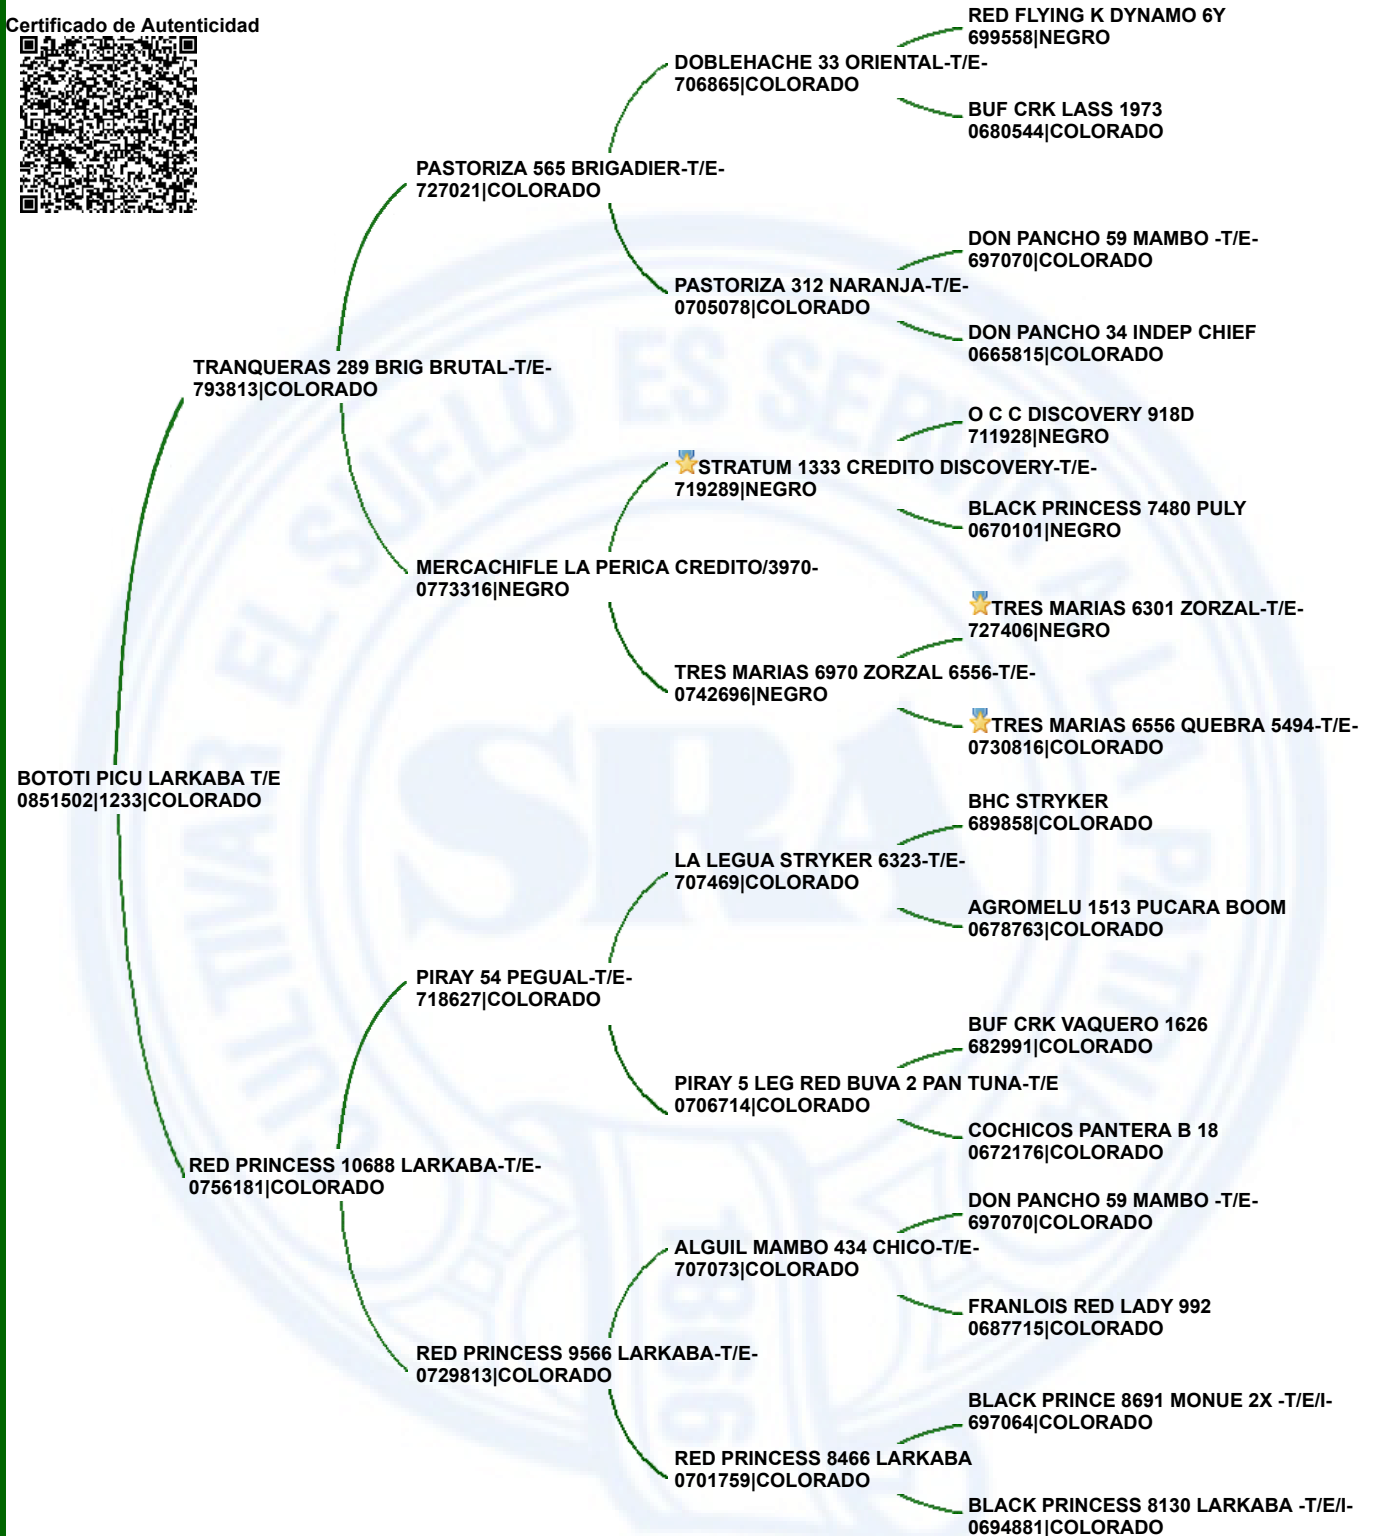 Certificado de Autenticidad
RED FLYING K DYNAMO 6Y
699558|NEGRO
DOBLEHACHE 33 ORIENTAL-T/E-
706865|COLORADO
BUF CRK LASS 1973
0680544|COLORADO
PASTORIZA 565 BRIGADIER-T/E-
727021|COLORADO
DON PANCHO 59 MAMBO -T/E-
697070|COLORADO
PASTORIZA 312 NARANJA-T/E-
0705078|COLORADO
DON PANCHO 34 INDEP CHIEF
0665815|COLORADO
TRANQUERAS 289 BRIG BRUTAL-T/E-
793813|COLORADO
O C C DISCOVERY 918D
711928|NEGRO
STRATUM 1333 CREDITO DISCOVERY-T/E-
719289|NEGRO
BLACK PRINCESS 7480 PULY
0670101|NEGRO
MERCACHIFLE LA PERICA CREDITO/3970-
0773316|NEGRO
TRES MARIAS 6301 ZORZAL-T/E-
727406|NEGRO
TRES MARIAS 6970 ZORZAL 6556-T/E-
0742696|NEGRO
TRES MARIAS 6556 QUEBRA 5494-T/E-
0730816|COLORADO
BOTOTI PICU LARKABA T/E
0851502|1233|COLORADO
BHC STRYKER
689858|COLORADO
LA LEGUA STRYKER 6323-T/E-
707469|COLORADO
AGROMELU 1513 PUCARA BOOM
0678763|COLORADO
PIRAY 54 PEGUAL-T/E-
718627|COLORADO
BUF CRK VAQUERO 1626
682991|COLORADO
PIRAY 5 LEG RED BUVA 2 PAN TUNA-T/E
0706714|COLORADO
COCHICOS PANTERA B 18
0672176|COLORADO
RED PRINCESS 10688 LARKABA-T/E-
0756181|COLORADO
DON PANCHO 59 MAMBO -T/E-
697070|COLORADO
ALGUIL MAMBO 434 CHICO-T/E-
707073|COLORADO
FRANLOIS RED LADY 992
0687715|COLORADO
RED PRINCESS 9566 LARKABA-T/E-
0729813|COLORADO
BLACK PRINCE 8691 MONUE 2X -T/E/I-
697064|COLORADO
RED PRINCESS 8466 LARKABA
0701759|COLORADO
BLACK PRINCESS 8130 LARKABA -T/E/I-
0694881|COLORADO
CULTIVAR EL SUELO ES SERVIR A LA PATRIA
SRA
1866